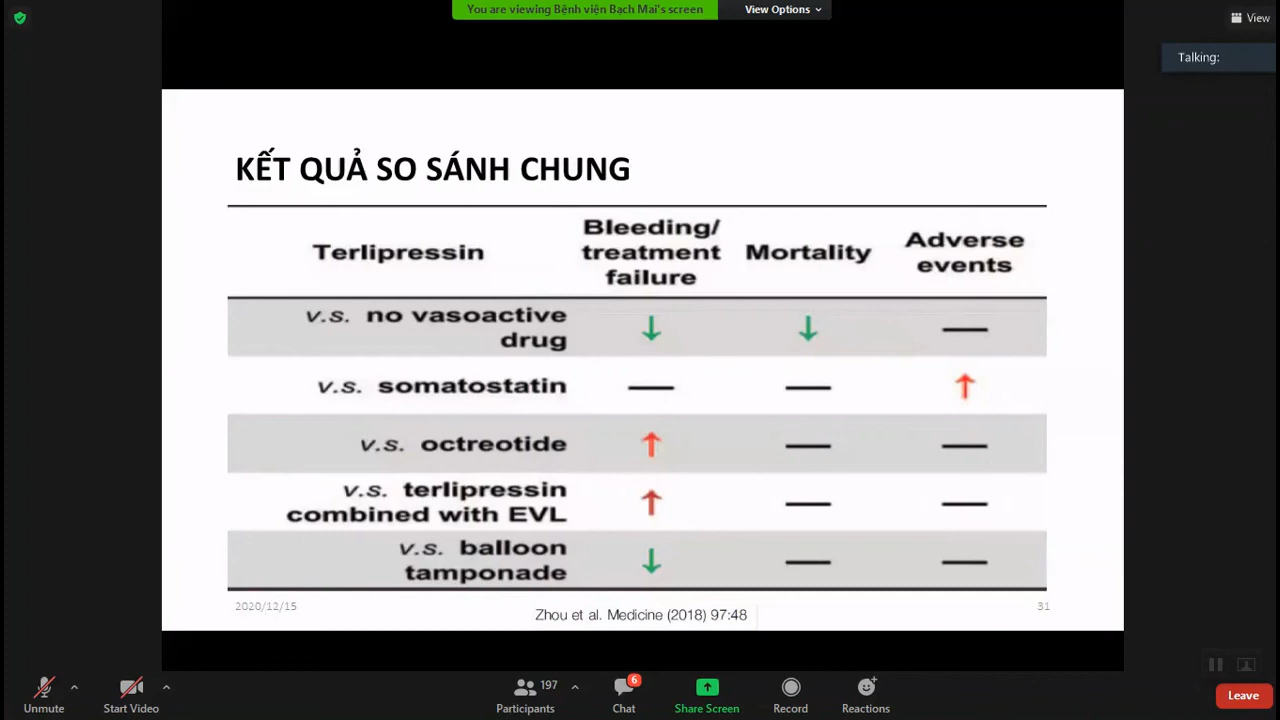 You are viewing Bệnh viện Bạch Mai's screen
View Options
View
Talking:
KẾT QUẢ SO SÁNH CHUNG
Terlipressin
Bleeding/
treatment
failure
Mortality
Adverse
events
v.s. no vasoactive
drug
v.s. somatostatin
v.s. octreotide
v.s. terlipressin
combined with EVL
v.s. balloon
tamponade
2020/12/15
Zhou et al. Medicine (2018) 97:48
31
Unmute
Start Video
197
Participants
6
Chat
Share Screen
Record
Reactions
Leave